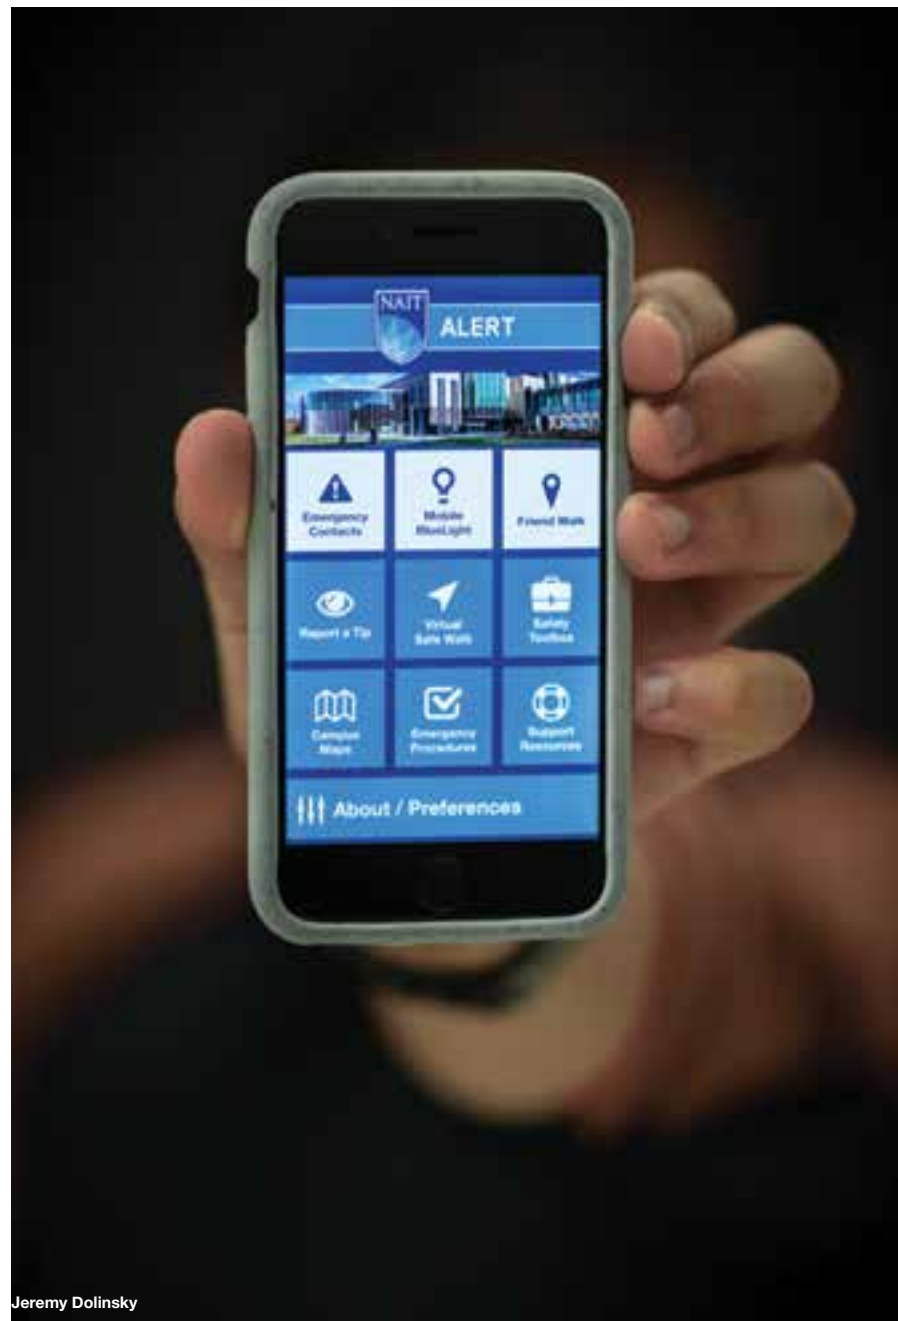 NAIT
ALERT
Emergency
Contacts
Mobile
BlueLight
Friend Walk
Report a Tip
Virtual
Safe Walk
Safety
Toolbox
Campus
Maps
Emergency
Procedures
Support
Resources
About / Preferences
Jeremy Dolinsky